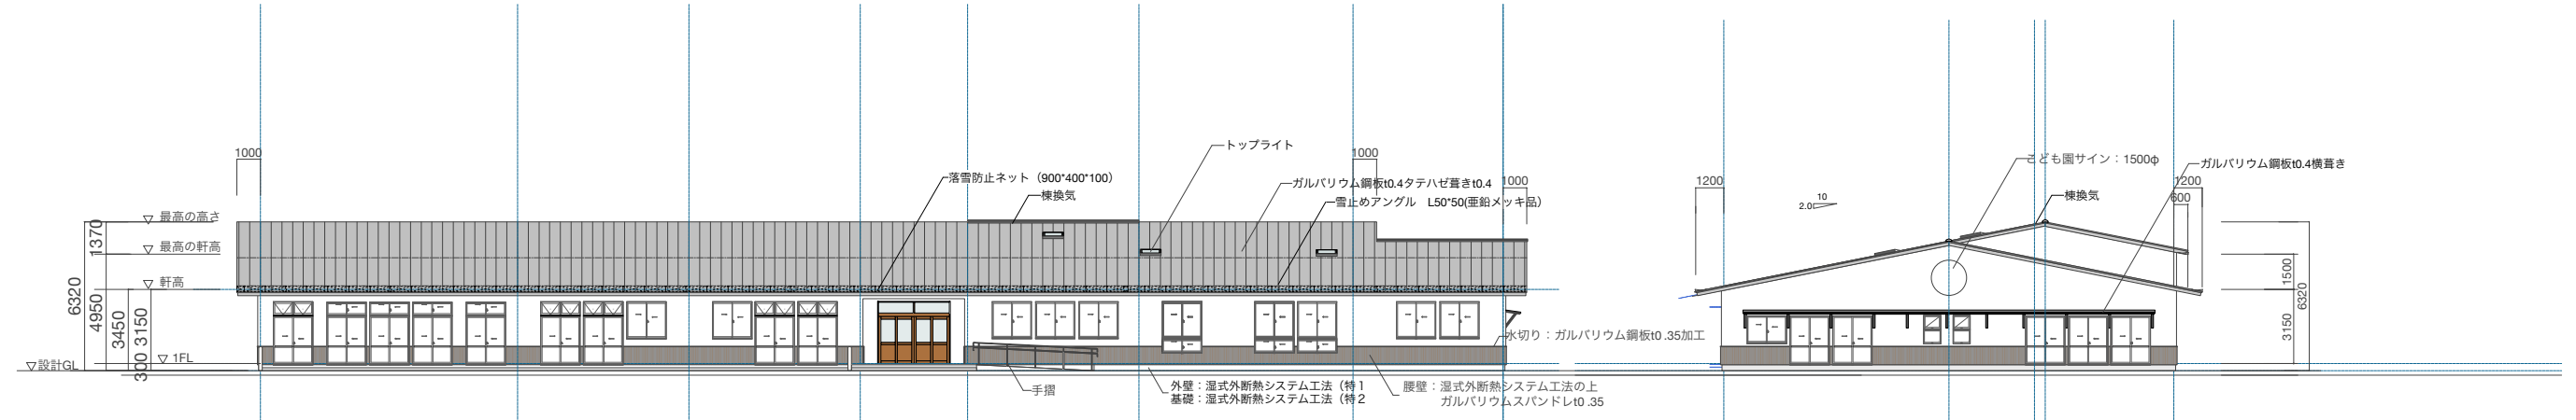 1000
トップライト
1000
落雪防止ネット（900*400*100）
棟換気
ガルバリウム鋼板t0.4タテハゼ葺きt0.4
1000
雪止めアングル　L50*50(亜鉛メッキ品）
▽ 最高の高さ
▽ 最高の軒高
▽ 軒高
▽ 1FL
▽設計GL
1370
6320
4950
3450
3150
300
手摺
外壁：湿式外断熱システム工法（特１
基礎：湿式外断熱システム工法（特２
腰壁：湿式外断熱システム工法の上
ガルバリウムスパンドレt0 .35
水切り：ガルバリウム鋼板t0 .35加工
1200
10
2.0
こども園サイン：1500φ
ガルバリウム鋼板t0.4横葺き
棟換気
1200
600
1500
3150
6320